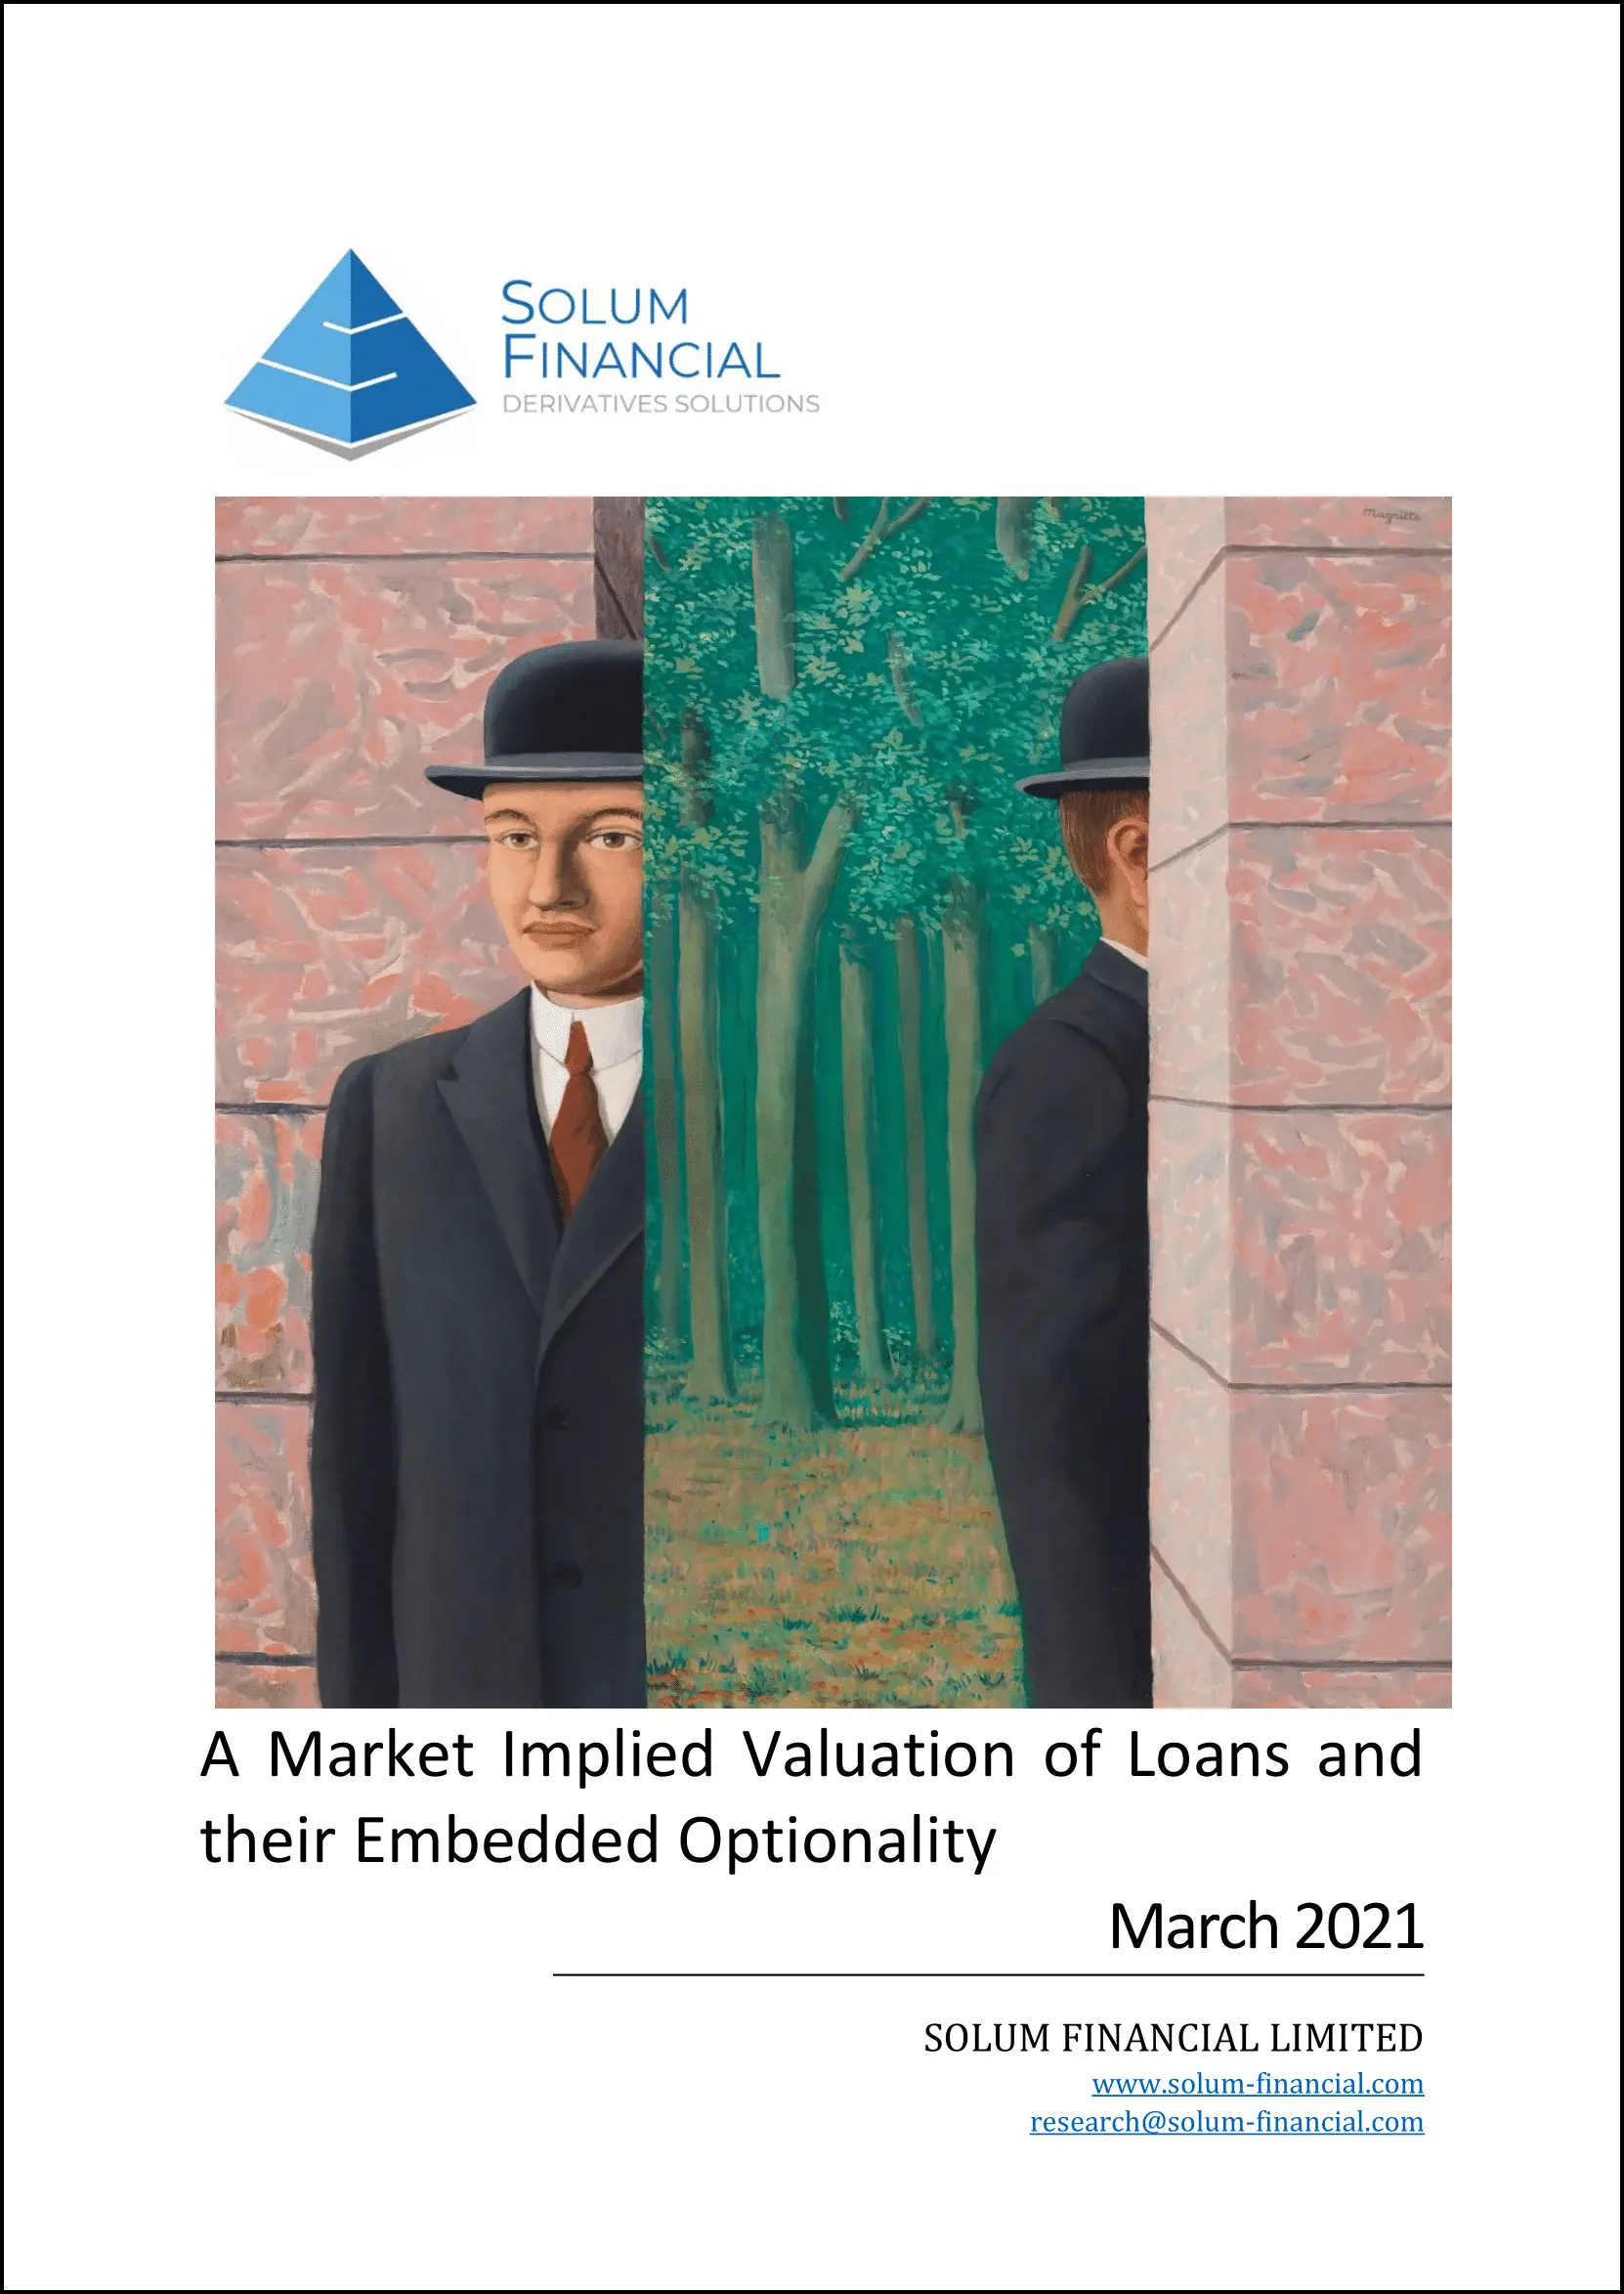 SOLUM
FINANCIAL
DERIVATIVES SOLUTIONS
Magritte
A Market Implied Valuation of Loans and
their Embedded Optionality
March 2021
SOLUM FINANCIAL LIMITED
www.solum-financial.com
research@solum-financial.com